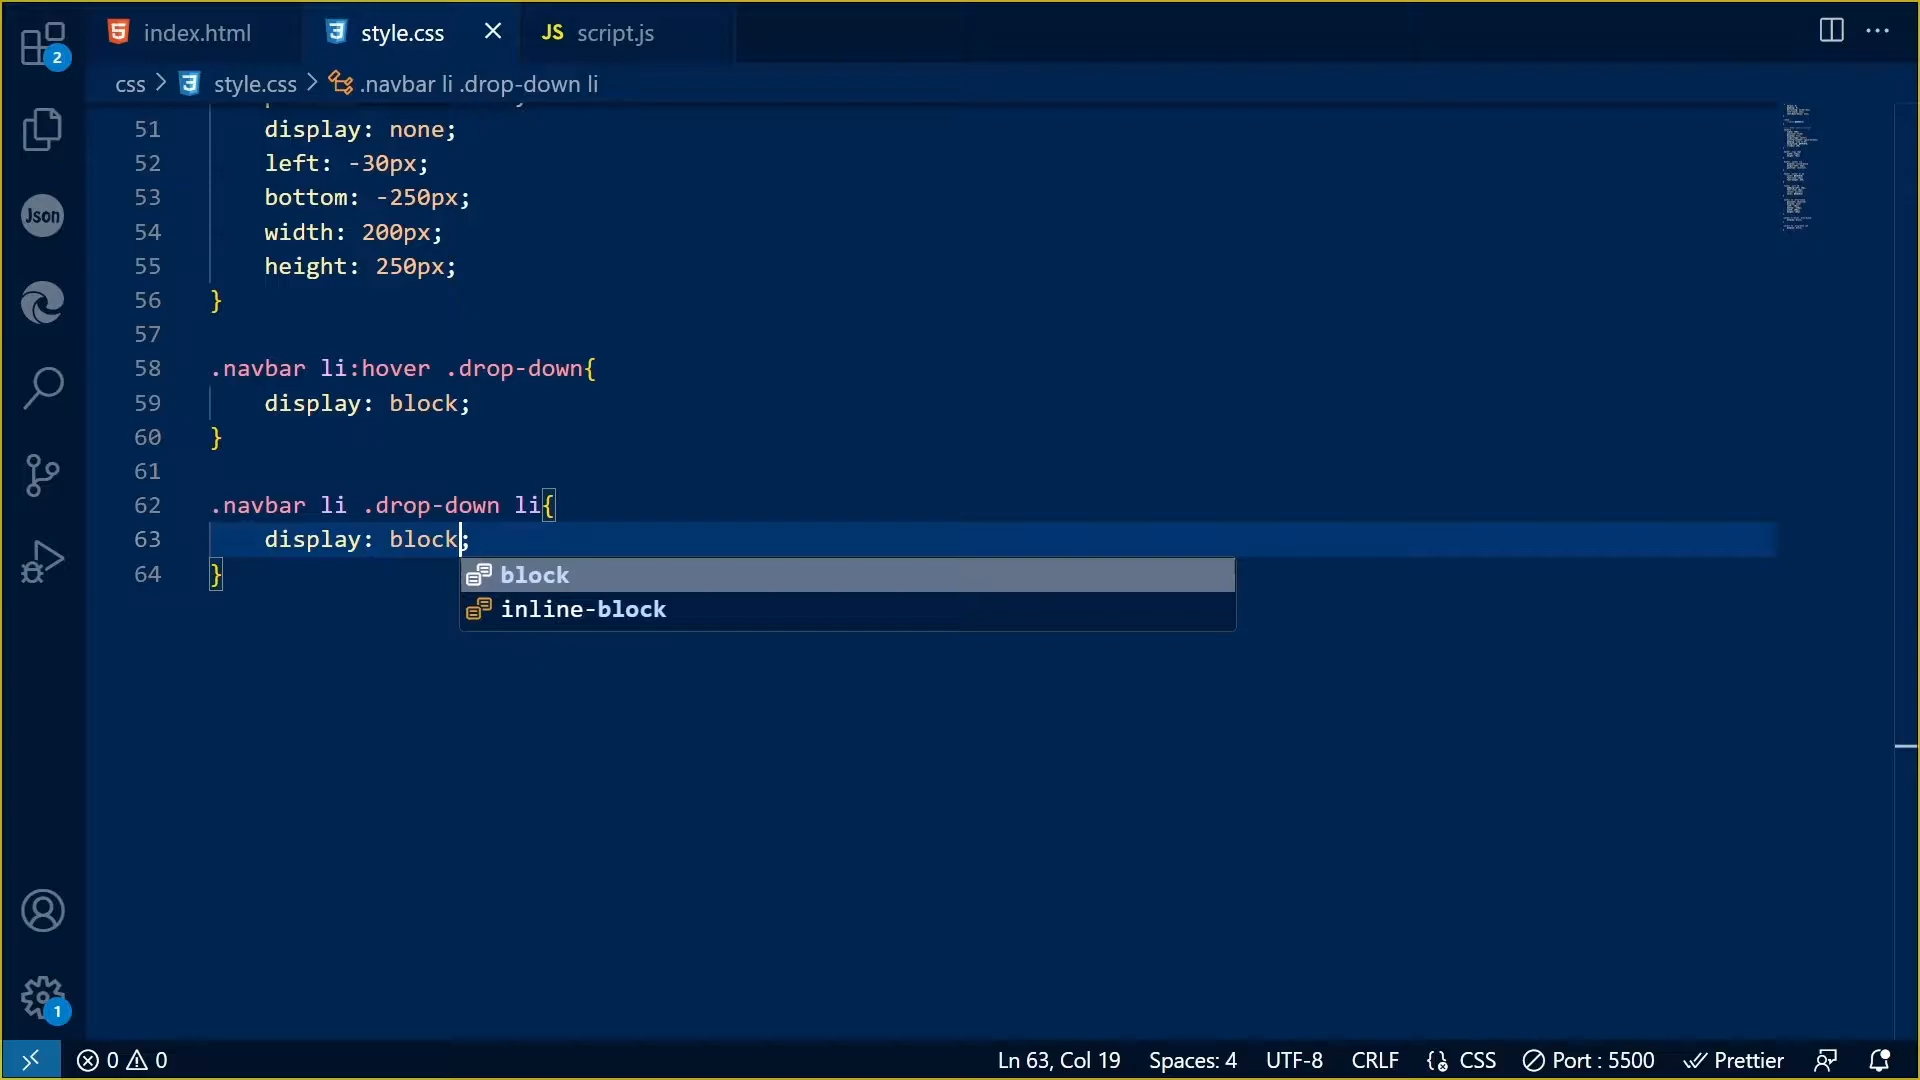 2
index.html
style.css
JS script.js
css > style.css > .navbar li .drop-down li
51 display: none;
52 left: -30px;
53 bottom: -250px;
54 width: 200px;
55 height: 250px;
56 }
57
58 .navbar li:hover .drop-down{
59 display: block;
60 }
61
62 .navbar li .drop-down li{
63 display: block;
64 }
block
inline-block
Json
1
0 0
Ln 63, Col 19
Spaces: 4
UTF-8
CRLF
{} CSS
Port : 5500
Prettier